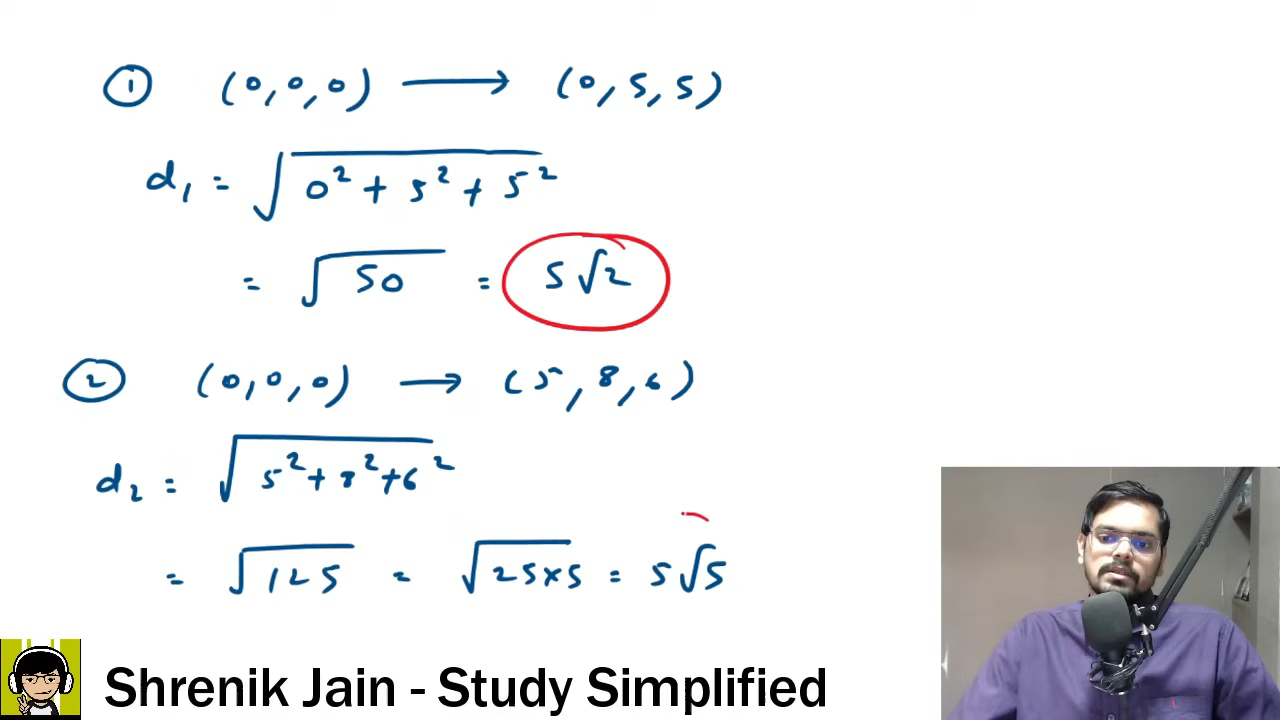 ① (0, 0, 0) ⟶ (0, 5, 5)
d₁ = √(0² + 5² + 5²)
= √50 = 5√2
② (0, 0, 0) → (5, 8, 6)
d₂ = √(5² + 8² + 6²)
= √125 = √25×5 = 5√5
Shrenik Jain - Study Simplified